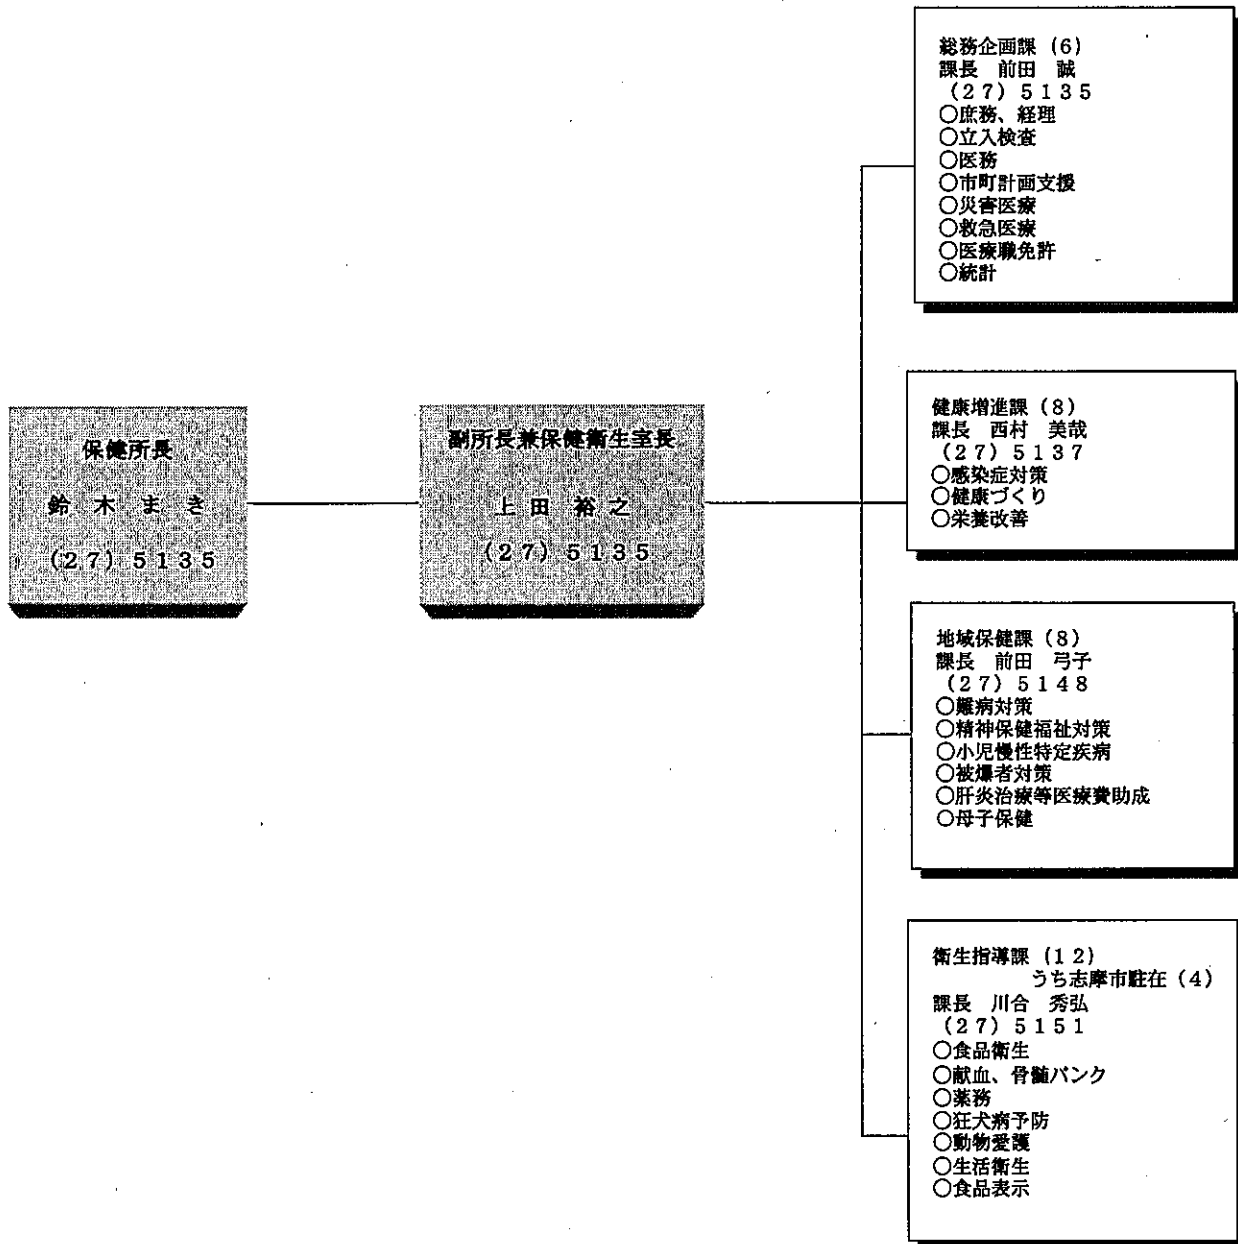 保健所長
鈴木まき
(27)5135
副所長兼保健衛生室長
上田裕之
(27)5135
総務企画課(6)
課長 前田 誠
(27)5135
○庶務、経理
○立入検査
○医務
○市町計画支援
○災害医療
○救急医療
○医療職免許
○統計
健康増進課(8)
課長 西村 美哉
(27)5137
○感染症対策
○健康づくり
○栄養改善
地域保健課(8)
課長 前田 弓子
(27)5148
○難病対策
○精神保健福祉対策
○小児慢性特定疾病
○被爆者対策
○肝炎治療等医療費助成
○母子保健
衛生指導課(12)
うち志摩市駐在(4)
課長 川合 秀弘
(27)5151
○食品衛生
○献血、骨髄バンク
○薬務
○狂犬病予防
○動物愛護
○生活衛生
○食品表示